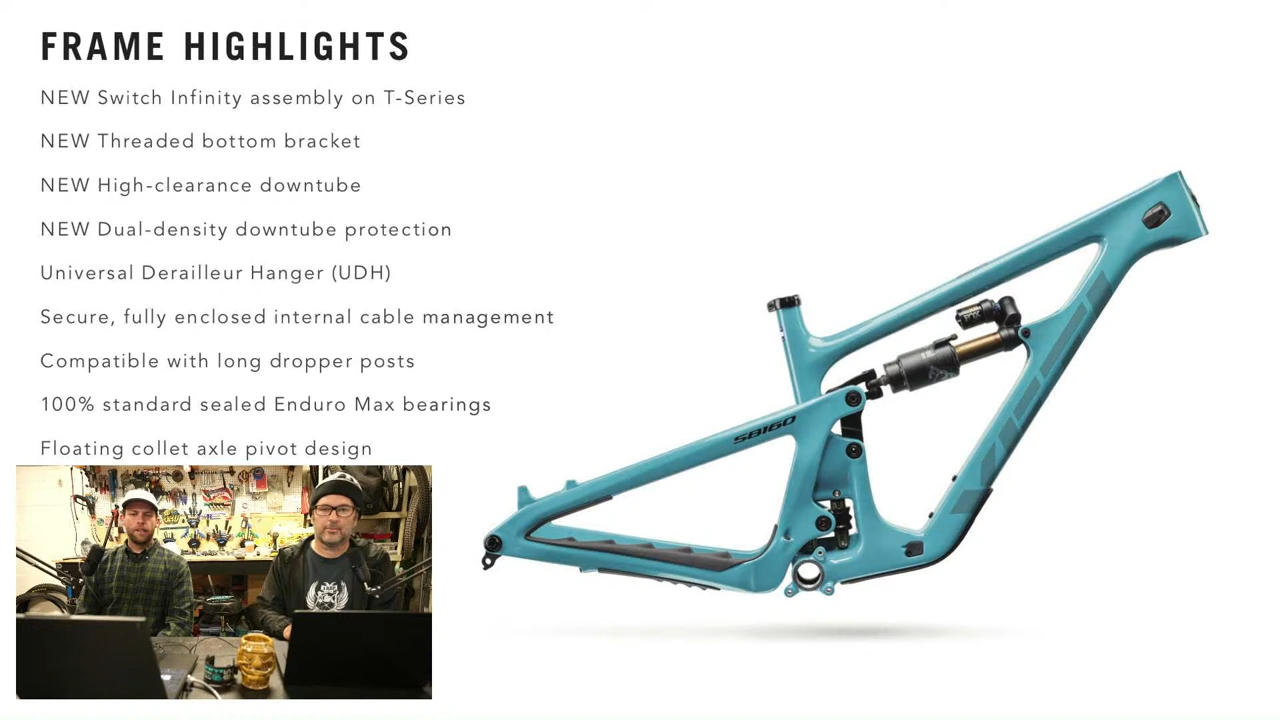 FRAME HIGHLIGHTS
NEW Switch Infinity assembly on T-Series
NEW Threaded bottom bracket
NEW High-clearance downtube
NEW Dual-density downtube protection
Universal Derailleur Hanger (UDH)
Secure, fully enclosed internal cable management
Compatible with long dropper posts
100% standard sealed Enduro Max bearings
Floating collet axle pivot design
SB160
FOX